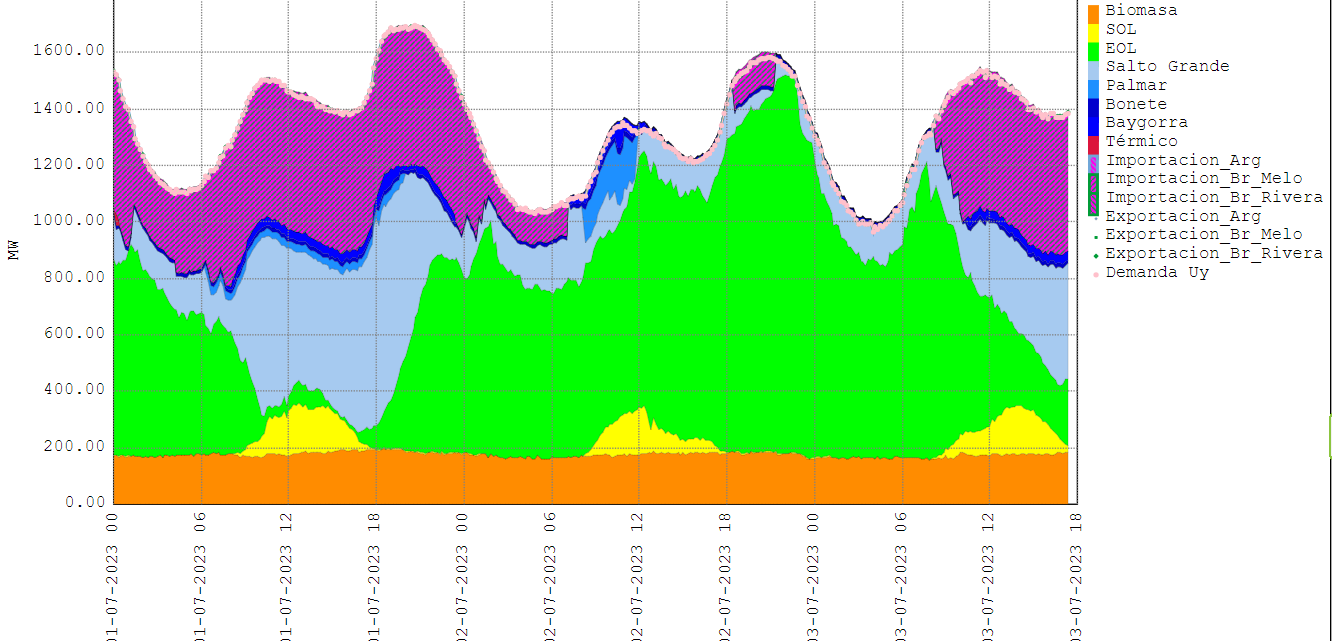 MW
1600.00
1400.00
1200.00
1000.00
800.00
600.00
400.00
200.00
0.00
01-07-2023 00
01-07-2023 06
01-07-2023 12
01-07-2023 18
02-07-2023 00
02-07-2023 06
02-07-2023 12
02-07-2023 18
03-07-2023 00
03-07-2023 06
03-07-2023 12
03-07-2023 18
Biomasa
SOL
EOL
Salto Grande
Palmar
Bonete
Baygorra
Térmico
Importacion_Arg
Importacion_Br_Melo
Importacion_Br_Rivera
Exportacion_Arg
Exportacion_Br_Melo
Exportacion_Br_Rivera
Demanda Uy